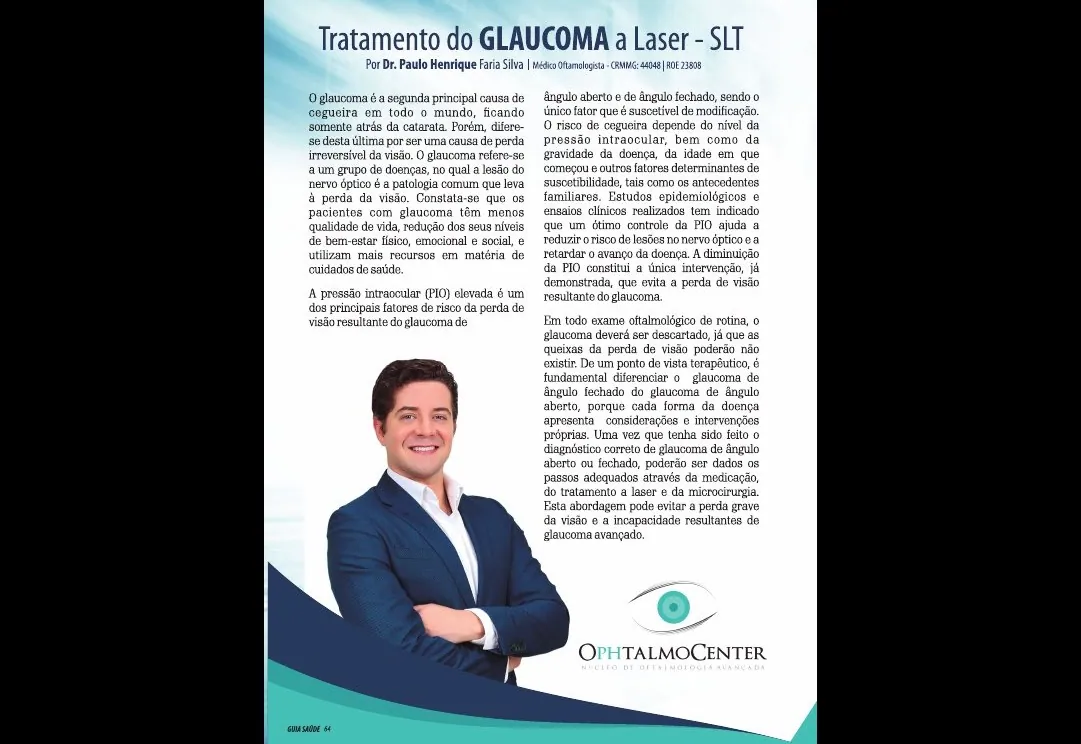 Tratamento do GLAUCOMA a Laser - SLT
Por Dr. Paulo Henrique Faria Silva | Médico Oftamologista - CRMMG: 44048 | RQE 23808
O glaucoma é a segunda principal causa de
cegueira em todo o mundo, ficando
somente atrás da catarata. Porém, difere-
se desta última por ser uma causa de perda
irreversível da visão. O glaucoma refere-se
a um grupo de doenças, no qual a lesão do
nervo óptico é a patologia comum que leva
à perda da visão. Constata-se que os
pacientes com glaucoma têm menos
qualidade de vida, redução dos seus níveis
de bem-estar físico, emocional e social, e
utilizam mais recursos em matéria de
cuidados de saúde.
A pressão intraocular (PIO) elevada é um
dos principais fatores de risco da perda de
visão resultante do glaucoma de
ângulo aberto e de ângulo fechado, sendo o
único fator que é suscetível de modificação.
O risco de cegueira depende do nível da
pressão intraocular, bem como da
gravidade da doença, da idade em que
começou e outros fatores determinantes de
suscetibilidade, tais como os antecedentes
familiares. Estudos epidemiológicos e
ensaios clínicos realizados tem indicado
que um ótimo controle da PIO ajuda a
reduzir o risco de lesões no nervo óptico e a
retardar o avanço da doença. A diminuição
da PIO constitui a única intervenção, já
demonstrada, que evita a perda de visão
resultante do glaucoma.
Em todo exame oftalmológico de rotina, o
glaucoma deverá ser descartado, já que as
queixas da perda de visão poderão não
existir. De um ponto de vista terapêutico, é
fundamental diferenciar o glaucoma de
ângulo fechado do glaucoma de ângulo
aberto, porque cada forma da doença
apresenta considerações e intervenções
próprias. Uma vez que tenha sido feito o
diagnóstico correto de glaucoma de ângulo
aberto ou fechado, poderão ser dados os
passos adequados através da medicação,
do tratamento a laser e da microcirurgia.
Esta abordagem pode evitar a perda grave
da visão e a incapacidade resultantes de
glaucoma avançado.
OPHTALMOCENTER
NÚCLEO DE OFTALMOLOGIA AVANÇADA
GUIA SAÚDE 64